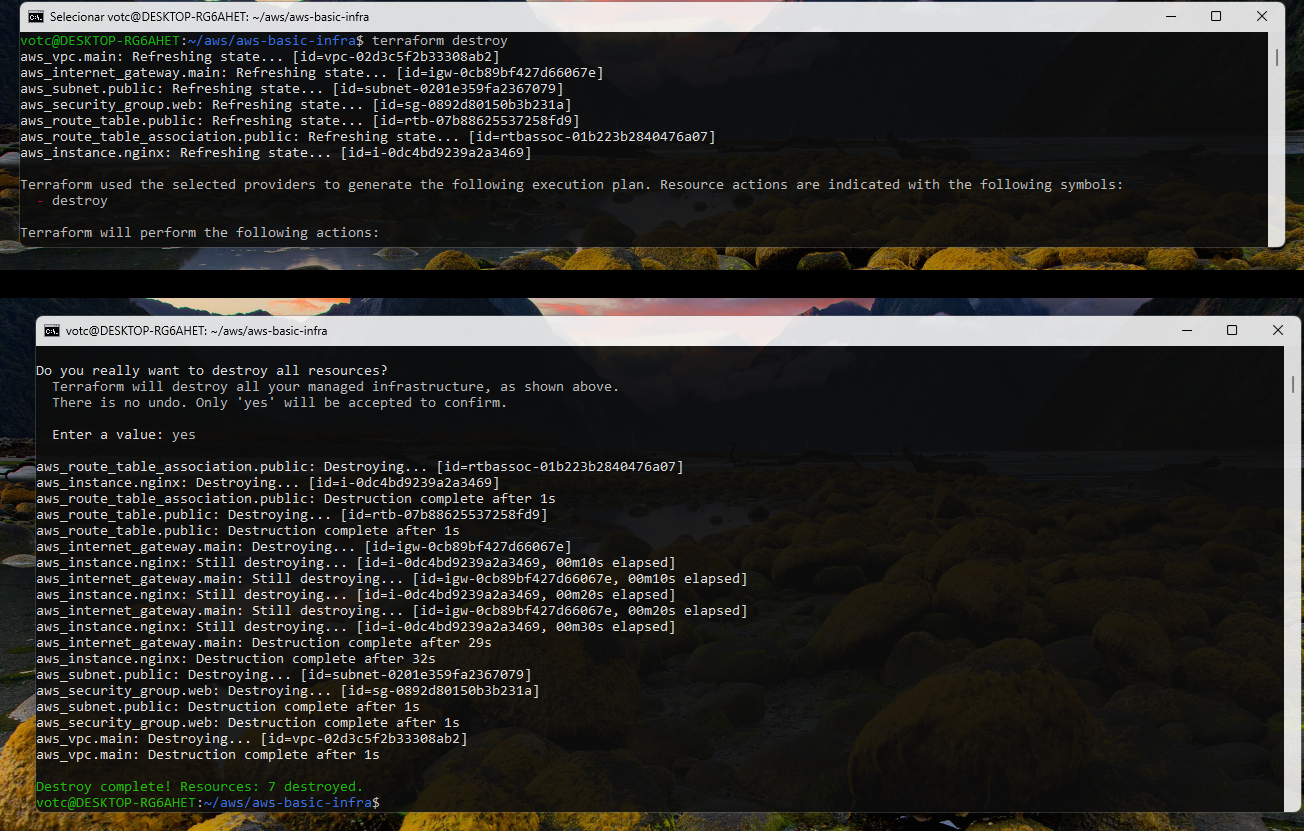 Selecionar votc@DESKTOP-RG6AHET: ~/aws/aws-basic-infra
votc@DESKTOP-RG6AHET:~/aws/aws-basic-infra$ terraform destroy
aws_vpc.main: Refreshing state... [id=vpc-02d3c5f2b33308ab2]
aws_internet_gateway.main: Refreshing state... [id=igw-0cb89bf427d66067e]
aws_subnet.public: Refreshing state... [id=subnet-0201e359fa2367079]
aws_security_group.web: Refreshing state... [id=sg-0892d80150b3b231a]
aws_route_table.public: Refreshing state... [id=rtb-07b88625537258fd9]
aws_route_table_association.public: Refreshing state... [id=rtbassoc-01b223b2840476a07]
aws_instance.nginx: Refreshing state... [id=i-0dc4bd9239a2a3469]
Terraform used the selected providers to generate the following execution plan. Resource actions are indicated with the following symbols:
- destroy
Terraform will perform the following actions:
votc@DESKTOP-RG6AHET: ~/aws/aws-basic-infra
Do you really want to destroy all resources?
Terraform will destroy all your managed infrastructure, as shown above.
There is no undo. Only 'yes' will be accepted to confirm.
Enter a value: yes
aws_route_table_association.public: Destroying... [id=rtbassoc-01b223b2840476a07]
aws_instance.nginx: Destroying... [id=i-0dc4bd9239a2a3469]
aws_route_table_association.public: Destruction complete after 1s
aws_route_table.public: Destroying... [id=rtb-07b88625537258fd9]
aws_route_table.public: Destruction complete after 1s
aws_internet_gateway.main: Destroying... [id=igw-0cb89bf427d66067e]
aws_instance.nginx: Still destroying... [id=i-0dc4bd9239a2a3469, 00m10s elapsed]
aws_internet_gateway.main: Still destroying... [id=igw-0cb89bf427d66067e, 00m10s elapsed]
aws_instance.nginx: Still destroying... [id=i-0dc4bd9239a2a3469, 00m20s elapsed]
aws_internet_gateway.main: Still destroying... [id=igw-0cb89bf427d66067e, 00m20s elapsed]
aws_instance.nginx: Still destroying... [id=i-0dc4bd9239a2a3469, 00m30s elapsed]
aws_internet_gateway.main: Destruction complete after 29s
aws_instance.nginx: Destruction complete after 32s
aws_subnet.public: Destroying... [id=subnet-0201e359fa2367079]
aws_security_group.web: Destroying... [id=sg-0892d80150b3b231a]
aws_subnet.public: Destruction complete after 1s
aws_security_group.web: Destruction complete after 1s
aws_vpc.main: Destroying... [id=vpc-02d3c5f2b33308ab2]
aws_vpc.main: Destruction complete after 1s
Destroy complete! Resources: 7 destroyed.
votc@DESKTOP-RG6AHET:~/aws/aws-basic-infra$